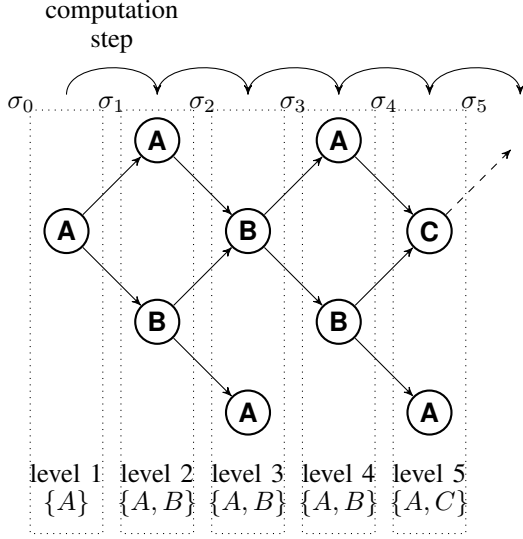 computation
step
σ0 σ1 σ2 σ3 σ4 σ5
A A
A B C
B B
A A
level 1 level 2 level 3 level 4 level 5
{A} {A, B} {A, B} {A, B} {A, C}